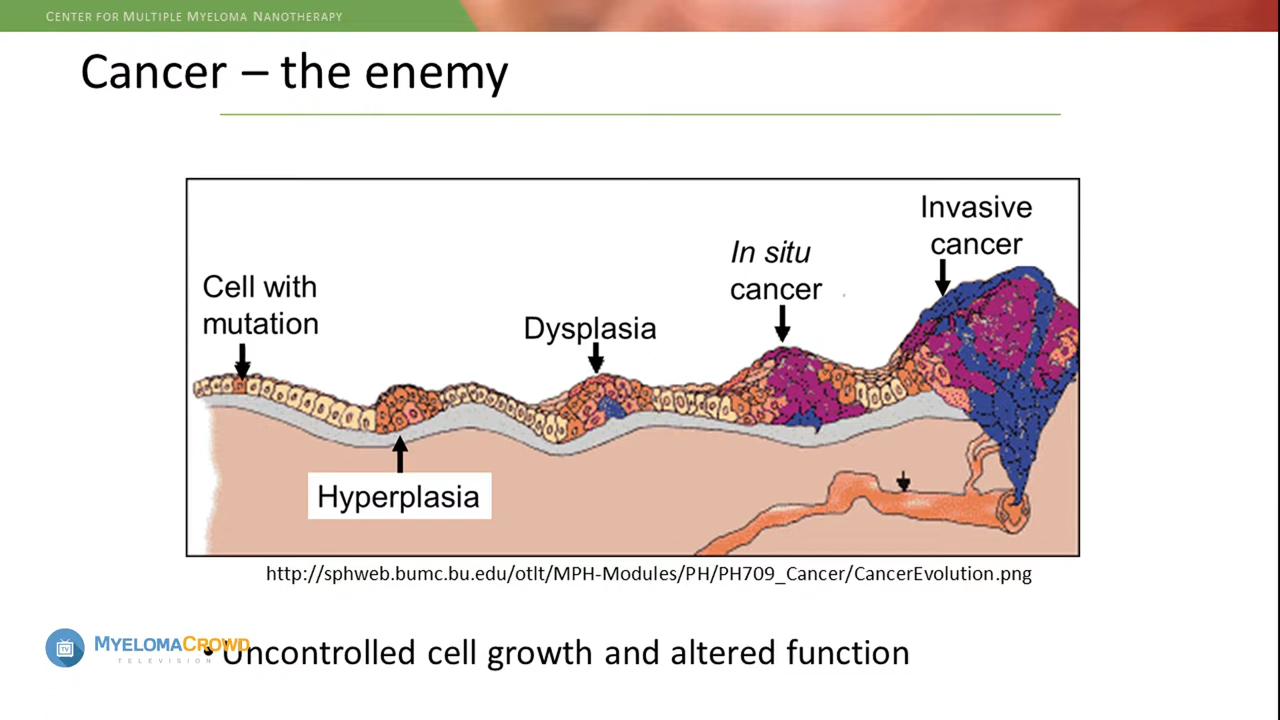 CENTER FOR MULTIPLE MYELOMA NANOTHERAPY
Cancer – the enemy
Cell with
mutation
Hyperplasia
Dysplasia
In situ
cancer
Invasive
cancer
http://sphweb.bumc.bu.edu/otlt/MPH-Modules/PH/PH709_Cancer/CancerEvolution.png
• Uncontrolled cell growth and altered function
TV
MYELOMACROWD
TELEVISION